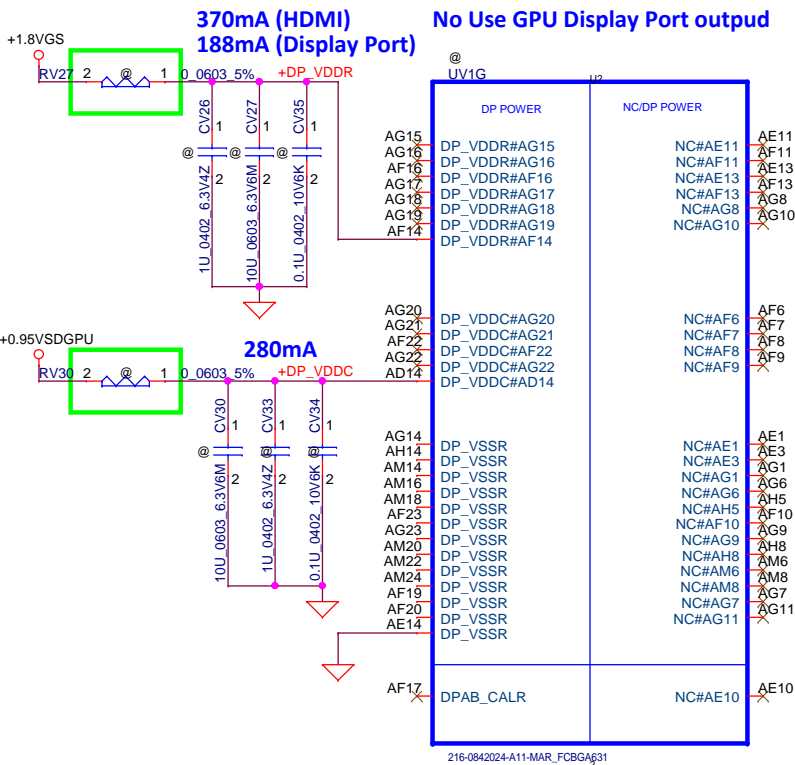 370mA (HDMI)
188mA (Display Port)
No Use GPU Display Port outpud
+1.8VGS
RV27 2 @ 1 0_0603_5% +DP_VDDR
CV26 1 @ 2 1U_0402_6.3V4Z
CV27 1 @ 2 10U_0603_6.3V6M
CV35 1 @ 2 0.1U_0402_10V6K
@
UV1G
DP POWER NC/DP POWER
AG15 DP_VDDR#AG15 NC#AE11 AE11
AG16 DP_VDDR#AG16 NC#AF11 AF11
AF16 DP_VDDR#AF16 NC#AE13 AE13
AG17 DP_VDDR#AG17 NC#AF13 AF13
AG18 DP_VDDR#AG18 NC#AG8 AG8
AG19 DP_VDDR#AG19 NC#AG10 AG10
AF14 DP_VDDR#AF14
AG20 DP_VDDC#AG20 NC#AF6 AF6
AG21 DP_VDDC#AG21 NC#AF7 AF7
AF22 DP_VDDC#AF22 NC#AF8 AF8
AG22 DP_VDDC#AG22 NC#AF9 AF9
AD14 DP_VDDC#AD14
+0.95VSDGPU
280mA
RV30 2 @ 1 0_0603_5% +DP_VDDC
CV30 1 @ 2 10U_0603_6.3V6M
CV33 1 @ 2 1U_0402_6.3V4Z
CV34 1 @ 2 0.1U_0402_10V6K
AG14 DP_VSSR NC#AE1 AE1
AH14 DP_VSSR NC#AE3 AE3
AM14 DP_VSSR NC#AG1 AG1
AM16 DP_VSSR NC#AG6 AG6
AM18 DP_VSSR NC#AH5 AH5
AF23 DP_VSSR NC#AF10 AF10
AG23 DP_VSSR NC#AG9 AG9
AM20 DP_VSSR NC#AH8 AH8
AM22 DP_VSSR NC#AM6 AM6
AM24 DP_VSSR NC#AM8 AM8
AF19 DP_VSSR NC#AG7 AG7
AF20 DP_VSSR NC#AG11 AG11
AE14 DP_VSSR
AF17 DPAB_CALR NC#AE10 AE10
216-0842024-A11-MAR_FCBGA631